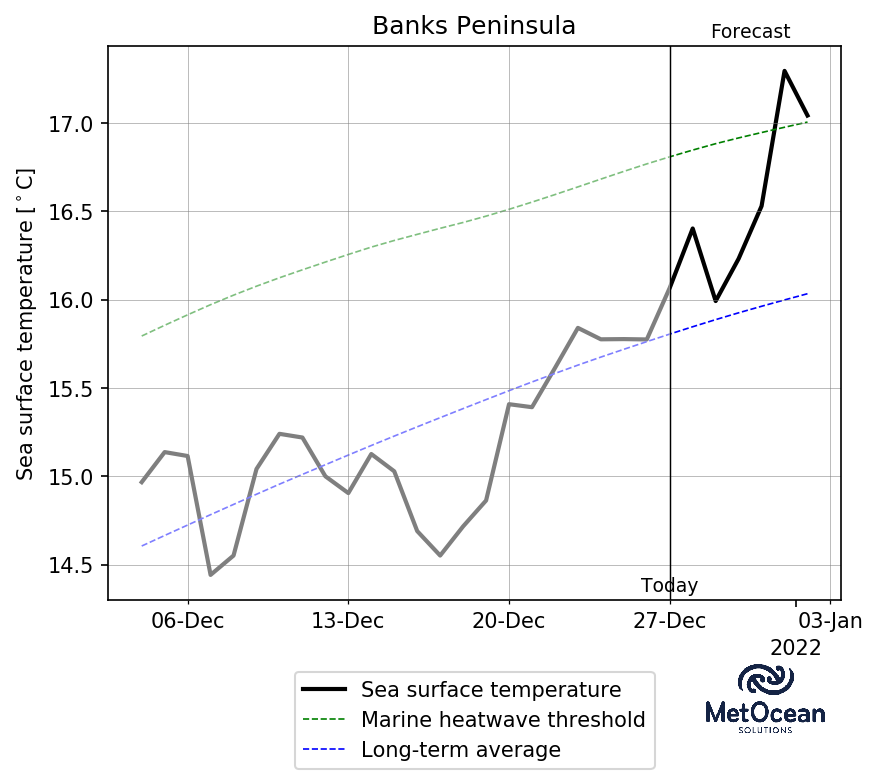 Banks Peninsula
Forecast
Sea surface temperature [°C]
17.0
16.5
16.0
15.5
15.0
14.5
Today
06-Dec
13-Dec
20-Dec
27-Dec
03-Jan
2022
Sea surface temperature
Marine heatwave threshold
Long-term average
MetOcean
SOLUTIONS